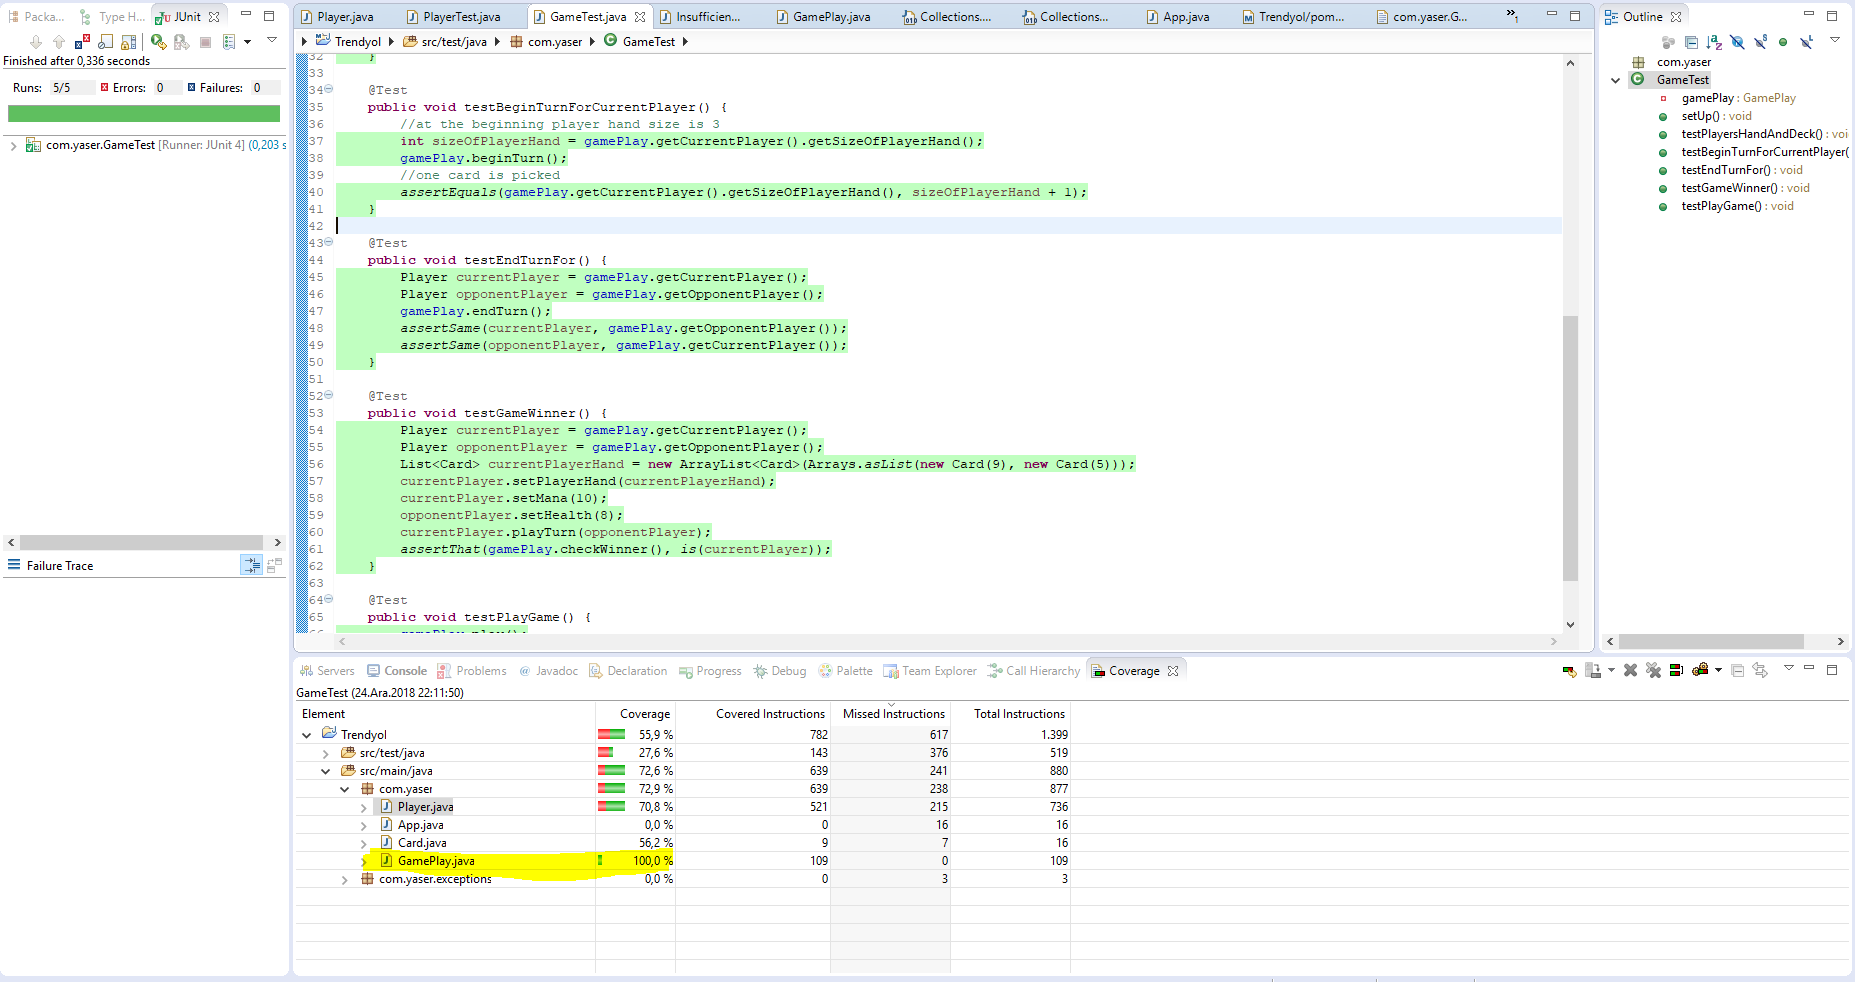 Packa...
Type H...
JUnit
Finished after 0,336 seconds
Runs: 5/5
Errors: 0
Failures: 0
com.yaser.GameTest [Runner: JUnit 4] (0,203 s
Failure Trace
Player.java
PlayerTest.java
GameTest.java
Insufficien...
GamePlay.java
Collections....
Collections...
App.java
Trendyol/pom...
com.yaser.G...
»1
Trendyol
src/test/java
com.yaser
GameTest
32 }
33
34 @Test
35 public void testBeginTurnForCurrentPlayer() {
36 //at the beginning player hand size is 3
37 int sizeOfPlayerHand = gamePlay.getCurrentPlayer().getSizeOfPlayerHand();
38 gamePlay.beginTurn();
39 //one card is picked
40 assertEquals(gamePlay.getCurrentPlayer().getSizeOfPlayerHand(), sizeOfPlayerHand + 1);
41 }
42
43 @Test
44 public void testEndTurnFor() {
45 Player currentPlayer = gamePlay.getCurrentPlayer();
46 Player opponentPlayer = gamePlay.getOpponentPlayer();
47 gamePlay.endTurn();
48 assertSame(currentPlayer, gamePlay.getOpponentPlayer());
49 assertSame(opponentPlayer, gamePlay.getCurrentPlayer());
50 }
51
52 @Test
53 public void testGameWinner() {
54 Player currentPlayer = gamePlay.getCurrentPlayer();
55 Player opponentPlayer = gamePlay.getOpponentPlayer();
56 List<Card> currentPlayerHand = new ArrayList<Card>(Arrays.asList(new Card(9), new Card(5)));
57 currentPlayer.setPlayerHand(currentPlayerHand);
58 currentPlayer.setMana(10);
59 opponentPlayer.setHealth(8);
60 currentPlayer.playTurn(opponentPlayer);
61 assertThat(gamePlay.checkWinner(), is(currentPlayer));
62 }
63
64 @Test
65 public void testPlayGame() {
66 gamePlay.play();
Outline
com.yaser
GameTest
gamePlay : GamePlay
setUp() : void
testPlayersHandAndDeck() : voi
testBeginTurnForCurrentPlayer(
testEndTurnFor() : void
testGameWinner() : void
testPlayGame() : void
Servers
Console
Problems
@ Javadoc
Declaration
Progress
Debug
Palette
Team Explorer
Call Hierarchy
Coverage
GameTest (24.Ara.2018 22:11:50)
Element Coverage Covered Instructions Missed Instructions Total Instructions
Trendyol 55,9 % 782 617 1.399
src/test/java 27,6 % 143 376 519
src/main/java 72,6 % 639 241 880
com.yaser 72,9 % 639 238 877
Player.java 70,8 % 521 215 736
App.java 0,0 % 0 16 16
Card.java 56,2 % 9 7 16
GamePlay.java 100,0 % 109 0 109
com.yaser.exceptions 0,0 % 0 3 3